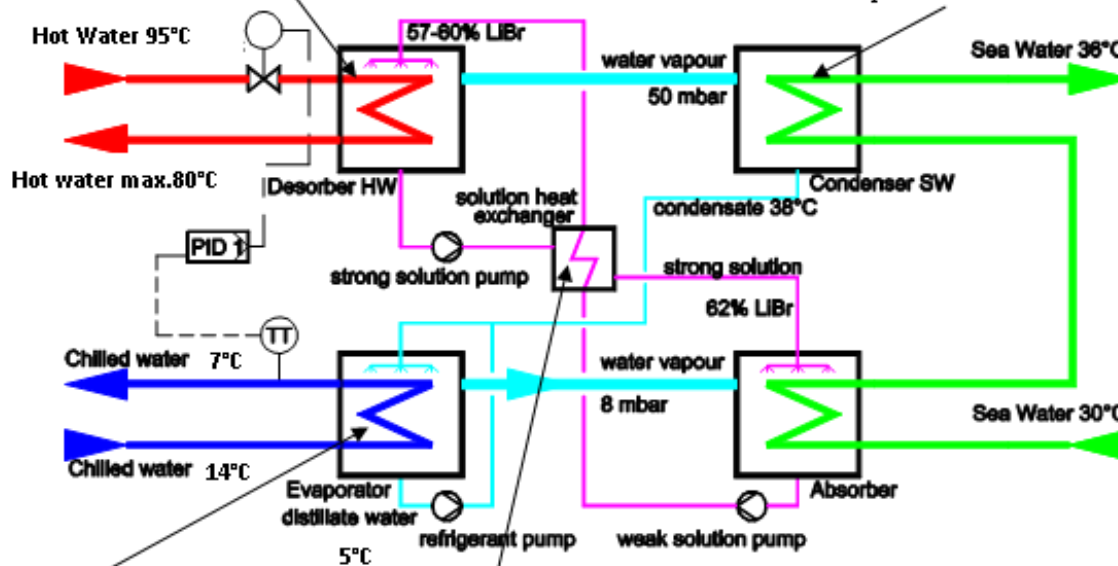 Hot Water 95°C
57-60% LiBr
water vapour
50 mbar
Sea Water 36°C
Hot water max.80°C
Desorber HW
Condenser SW
solution heat
exchanger
condensate 38°C
PID 1
strong solution pump
strong solution
62% LiBr
TT
Chilled water 7°C
water vapour
8 mbar
Sea Water 30°C
Chilled water 14°C
Evaporator
distillate water
5°C
refrigerant pump
weak solution pump
Absorber